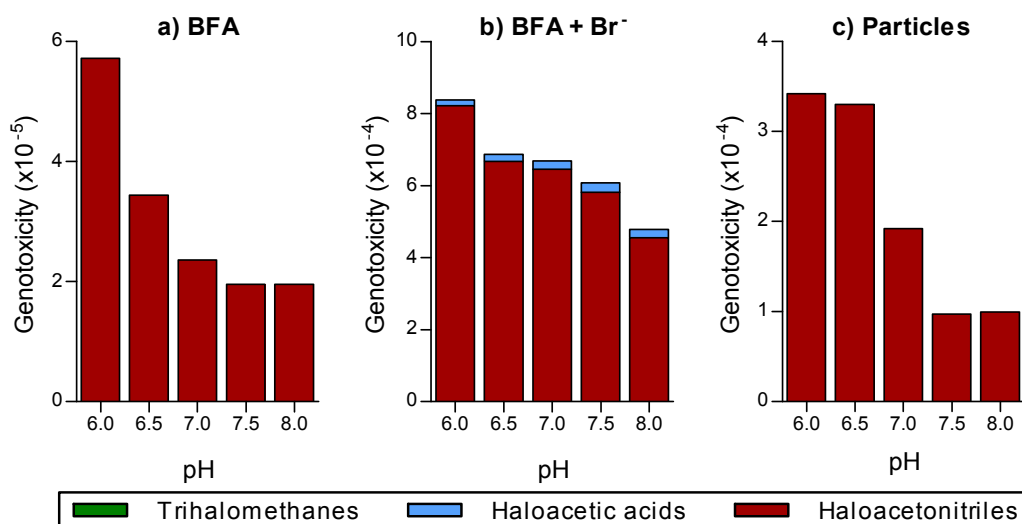 a) BFA
b) BFA + Br⁻
c) Particles
Genotoxicity (x10⁻⁵)
6
4
2
0
6.0 6.5 7.0 7.5 8.0
pH
Genotoxicity (x10⁻⁴)
10
8
6
4
2
0
6.0 6.5 7.0 7.5 8.0
pH
Genotoxicity (x10⁻⁴)
4
3
2
1
0
6.0 6.5 7.0 7.5 8.0
pH
Trihalomethanes Haloacetic acids Haloacetonitriles